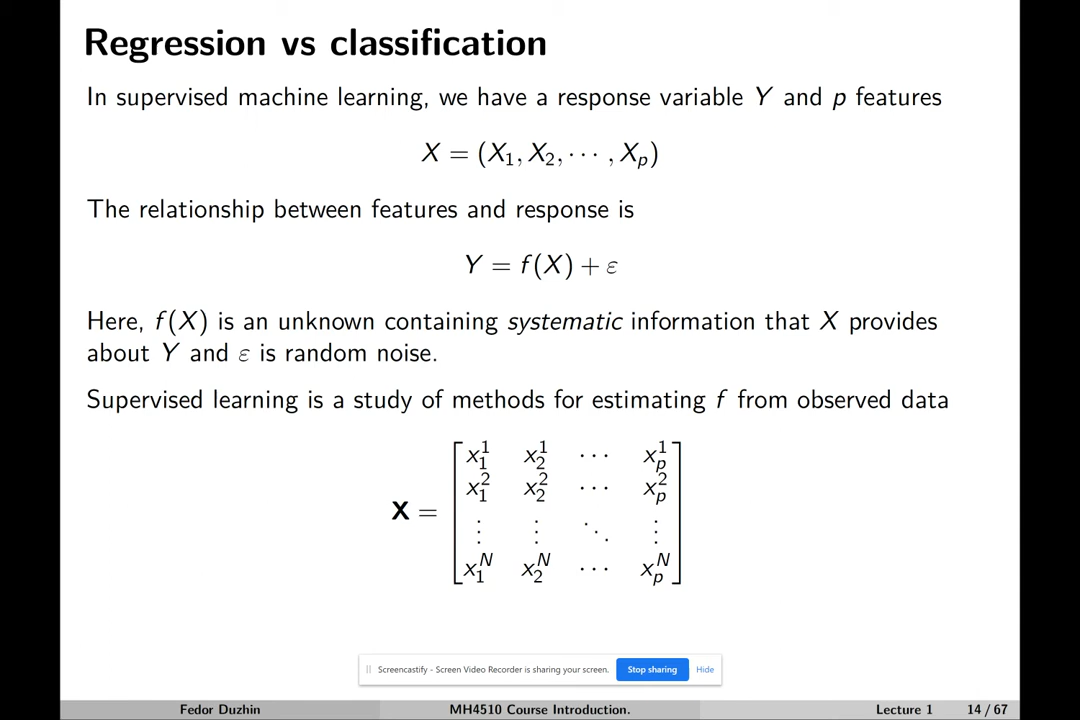 Regression vs classification
In supervised machine learning, we have a response variable Y and p features
X = (X₁, X₂, ⋯ , Xₚ)
The relationship between features and response is
Y = f(X) + ε
Here, f(X) is an unknown containing systematic information that X provides
about Y and ε is random noise.
Supervised learning is a study of methods for estimating f from observed data
x₁¹ x₂¹ ⋯ xₚ¹
x₁² x₂² ⋯ xₚ²
X =
⋮ ⋮ ⋱ ⋮
x₁ᴺ x₂ᴺ ⋯ xₚᴺ
Screencastify - Screen Video Recorder is sharing your screen. Stop sharing Hide
Fedor Duzhin MH4510 Course Introduction. Lecture 1 14 / 67